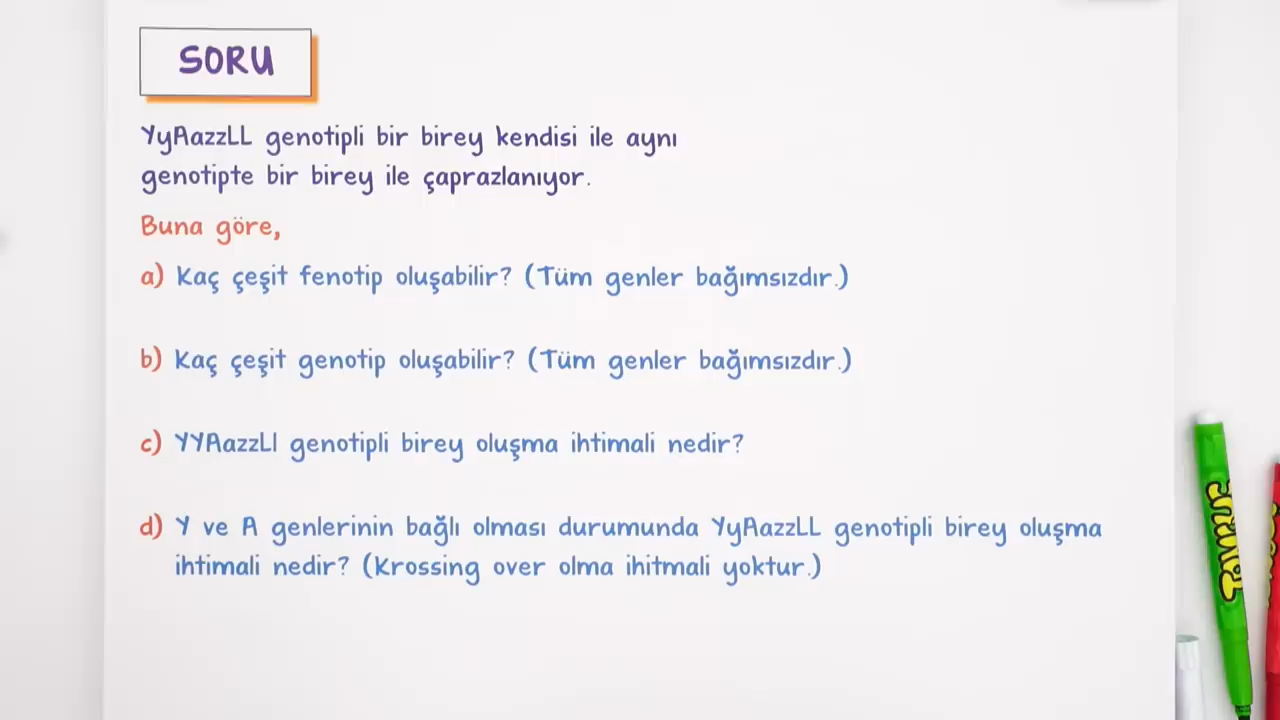 SORU
YyAazzLL genotipli bir birey kendisi ile aynı
genotipte bir birey ile çaprazlanıyor.
Buna göre,
a) Kaç çeşit fenotip oluşabilir? (Tüm genler bağımsızdır.)
b) Kaç çeşit genotip oluşabilir? (Tüm genler bağımsızdır.)
c) YYAazzLl genotipli birey oluşma ihtimali nedir?
d) Y ve A genlerinin bağlı olması durumunda YyAazzLL genotipli birey oluşma
ihtimali nedir? (Krossing over olma ihitmali yoktur.)